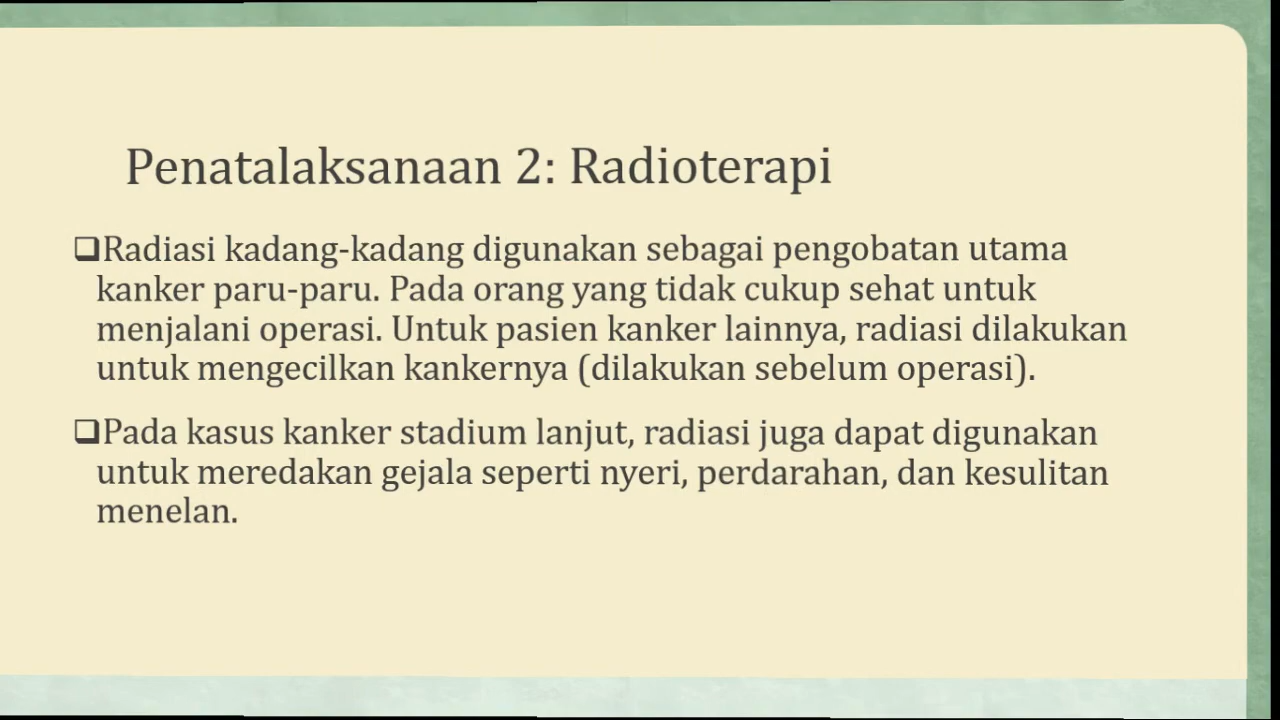 Penatalaksanaan 2: Radioterapi
❑Radiasi kadang-kadang digunakan sebagai pengobatan utama
kanker paru-paru. Pada orang yang tidak cukup sehat untuk
menjalani operasi. Untuk pasien kanker lainnya, radiasi dilakukan
untuk mengecilkan kankernya (dilakukan sebelum operasi).
❑Pada kasus kanker stadium lanjut, radiasi juga dapat digunakan
untuk meredakan gejala seperti nyeri, perdarahan, dan kesulitan
menelan.